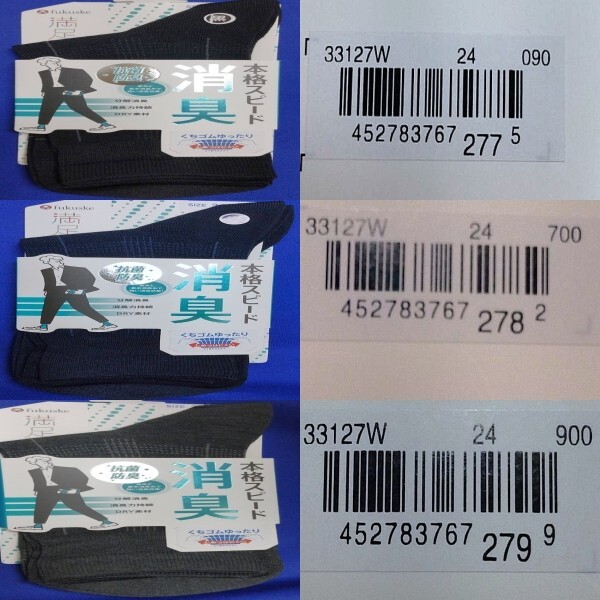 fukuske
満足
黒
抗菌
防臭
本格スピード
消臭
分解消臭
消臭力持続
DRY素材
くちゴムゆったり
33127W 24 090
452783767 277 5
fukuske
満足
SIZE
抗菌
防臭
本格スピード
消臭
分解消臭
消臭力持続
DRY素材
くちゴムゆったり
33127W 24 700
452783767 278 2
fukuske
満足
SIZE
抗菌
防臭
本格スピード
消臭
分解消臭
消臭力持続
DRY素材
くちゴムゆったり
33127W 24 900
452783767 279 9